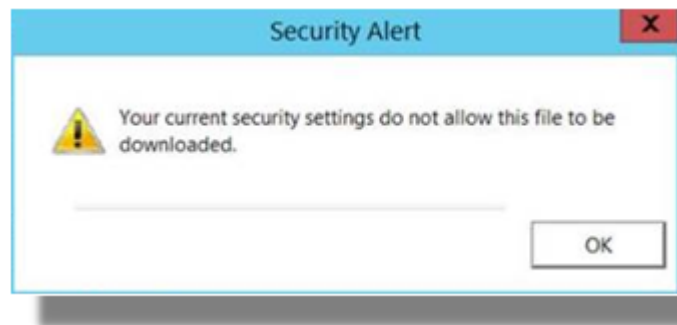 Security Alert
X
Your current security settings do not allow this file to be
downloaded.
OK